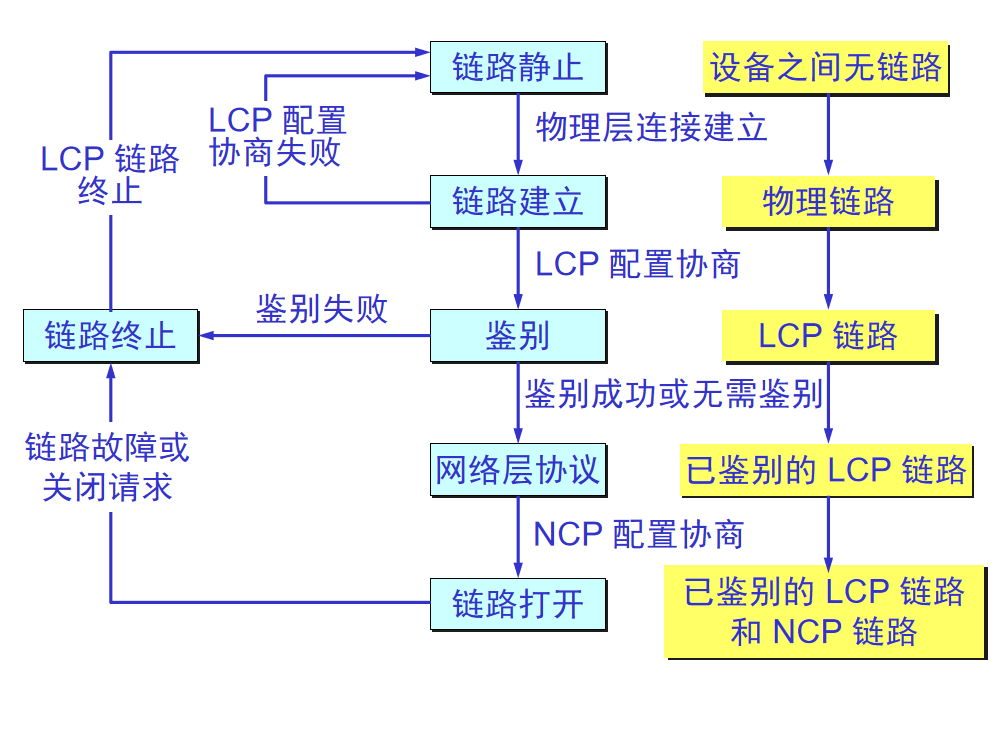 链路静止
设备之间无链路
LCP 配置
协商失败
物理层连接建立
LCP 链路
终止
链路建立
物理链路
LCP 配置协商
鉴别失败
链路终止
鉴别
LCP 链路
鉴别成功或无需鉴别
链路故障或
关闭请求
网络层协议
已鉴别的 LCP 链路
NCP 配置协商
链路打开
已鉴别的 LCP 链路
和 NCP 链路